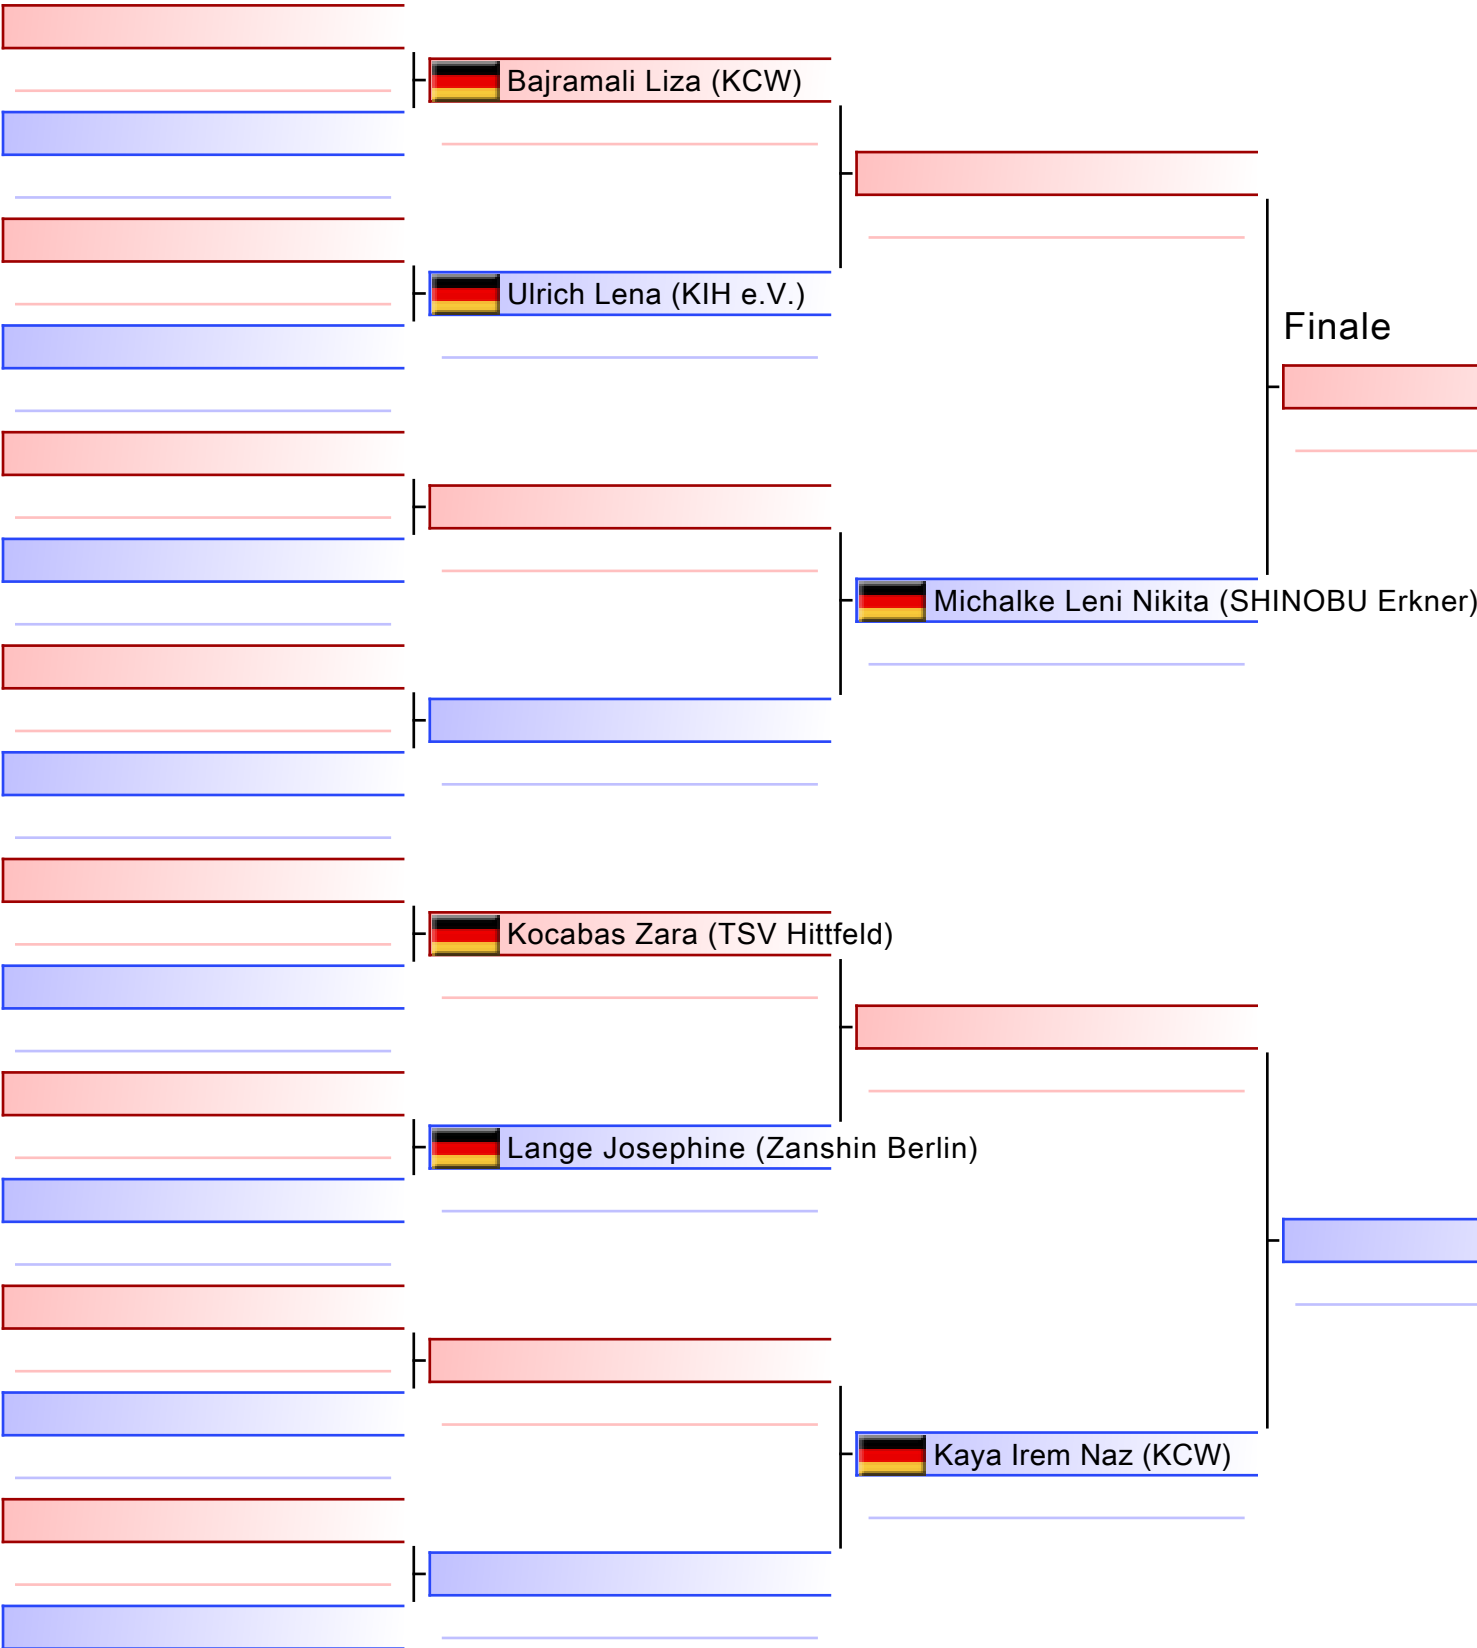 Bajramali Liza (KCW)
Ulrich Lena (KIH e.V.)
Finale
Michalke Leni Nikita (SHINOBU Erkner)
Kocabas Zara (TSV Hittfeld)
Lange Josephine (Zanshin Berlin)
Kaya Irem Naz (KCW)